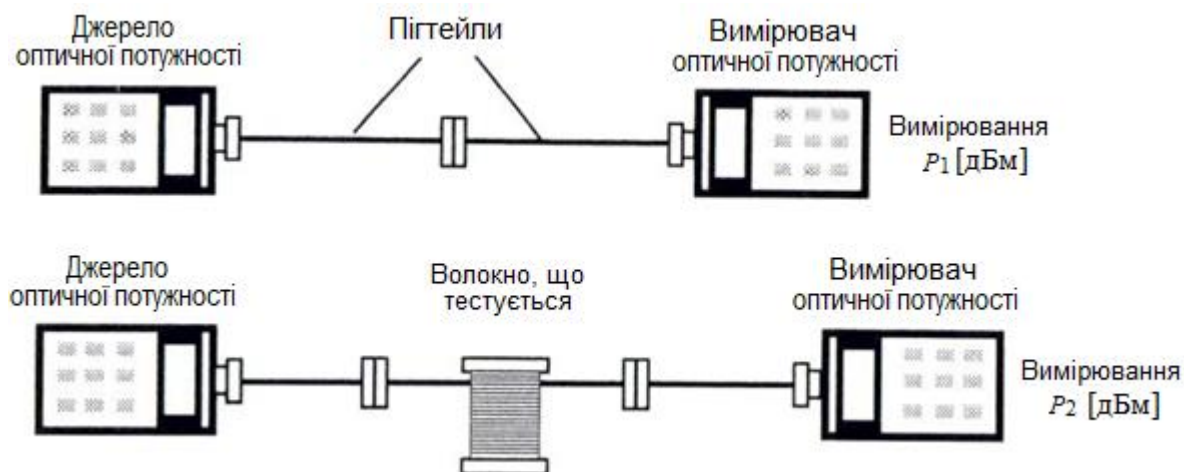 Джерело
оптичної потужності
Пігтейли
Вимірювач
оптичної потужності
Вимірювання
P1 [дБм]
Джерело
оптичної потужності
Волокно, що
тестується
Вимірювач
оптичної потужності
Вимірювання
P2 [дБм]